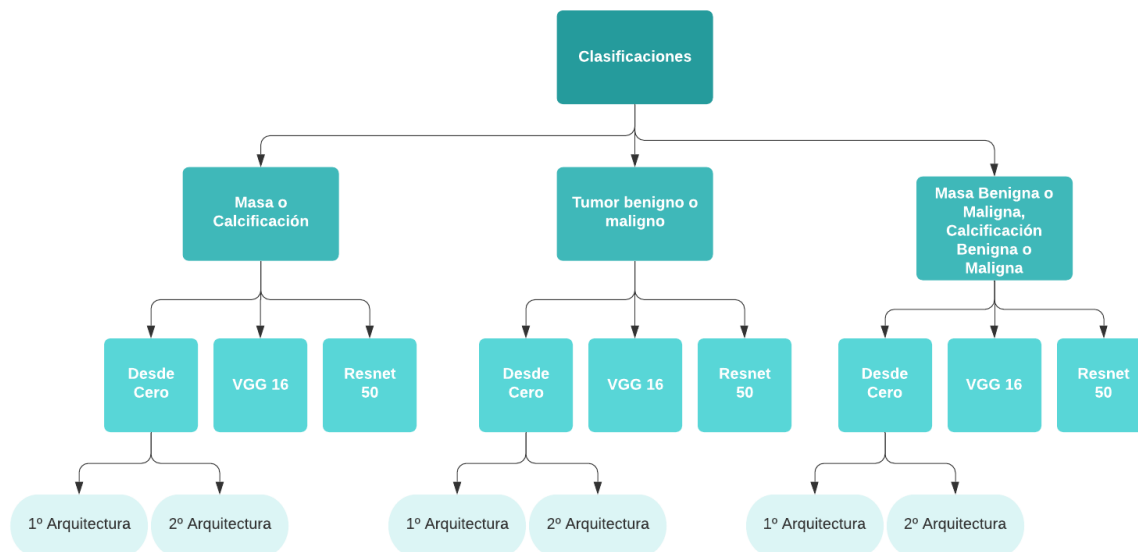 Clasificaciones
Masa o
Calcificación
Tumor benigno o
maligno
Masa Benigna o
Maligna,
Calcificación
Benigna o
Maligna
Desde
Cero
VGG 16
Resnet
50
Desde
Cero
VGG 16
Resnet
50
Desde
Cero
VGG 16
Resnet
50
1º Arquitectura
2º Arquitectura
1º Arquitectura
2º Arquitectura
1º Arquitectura
2º Arquitectura